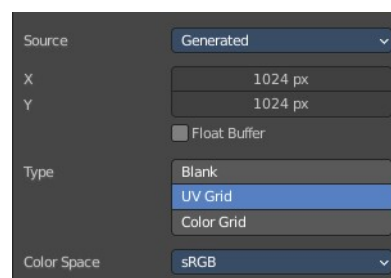 Source Generated
X 1024 px
Y 1024 px
Float Buffer
Type Blank
UV Grid
Color Grid
Color Space sRGB